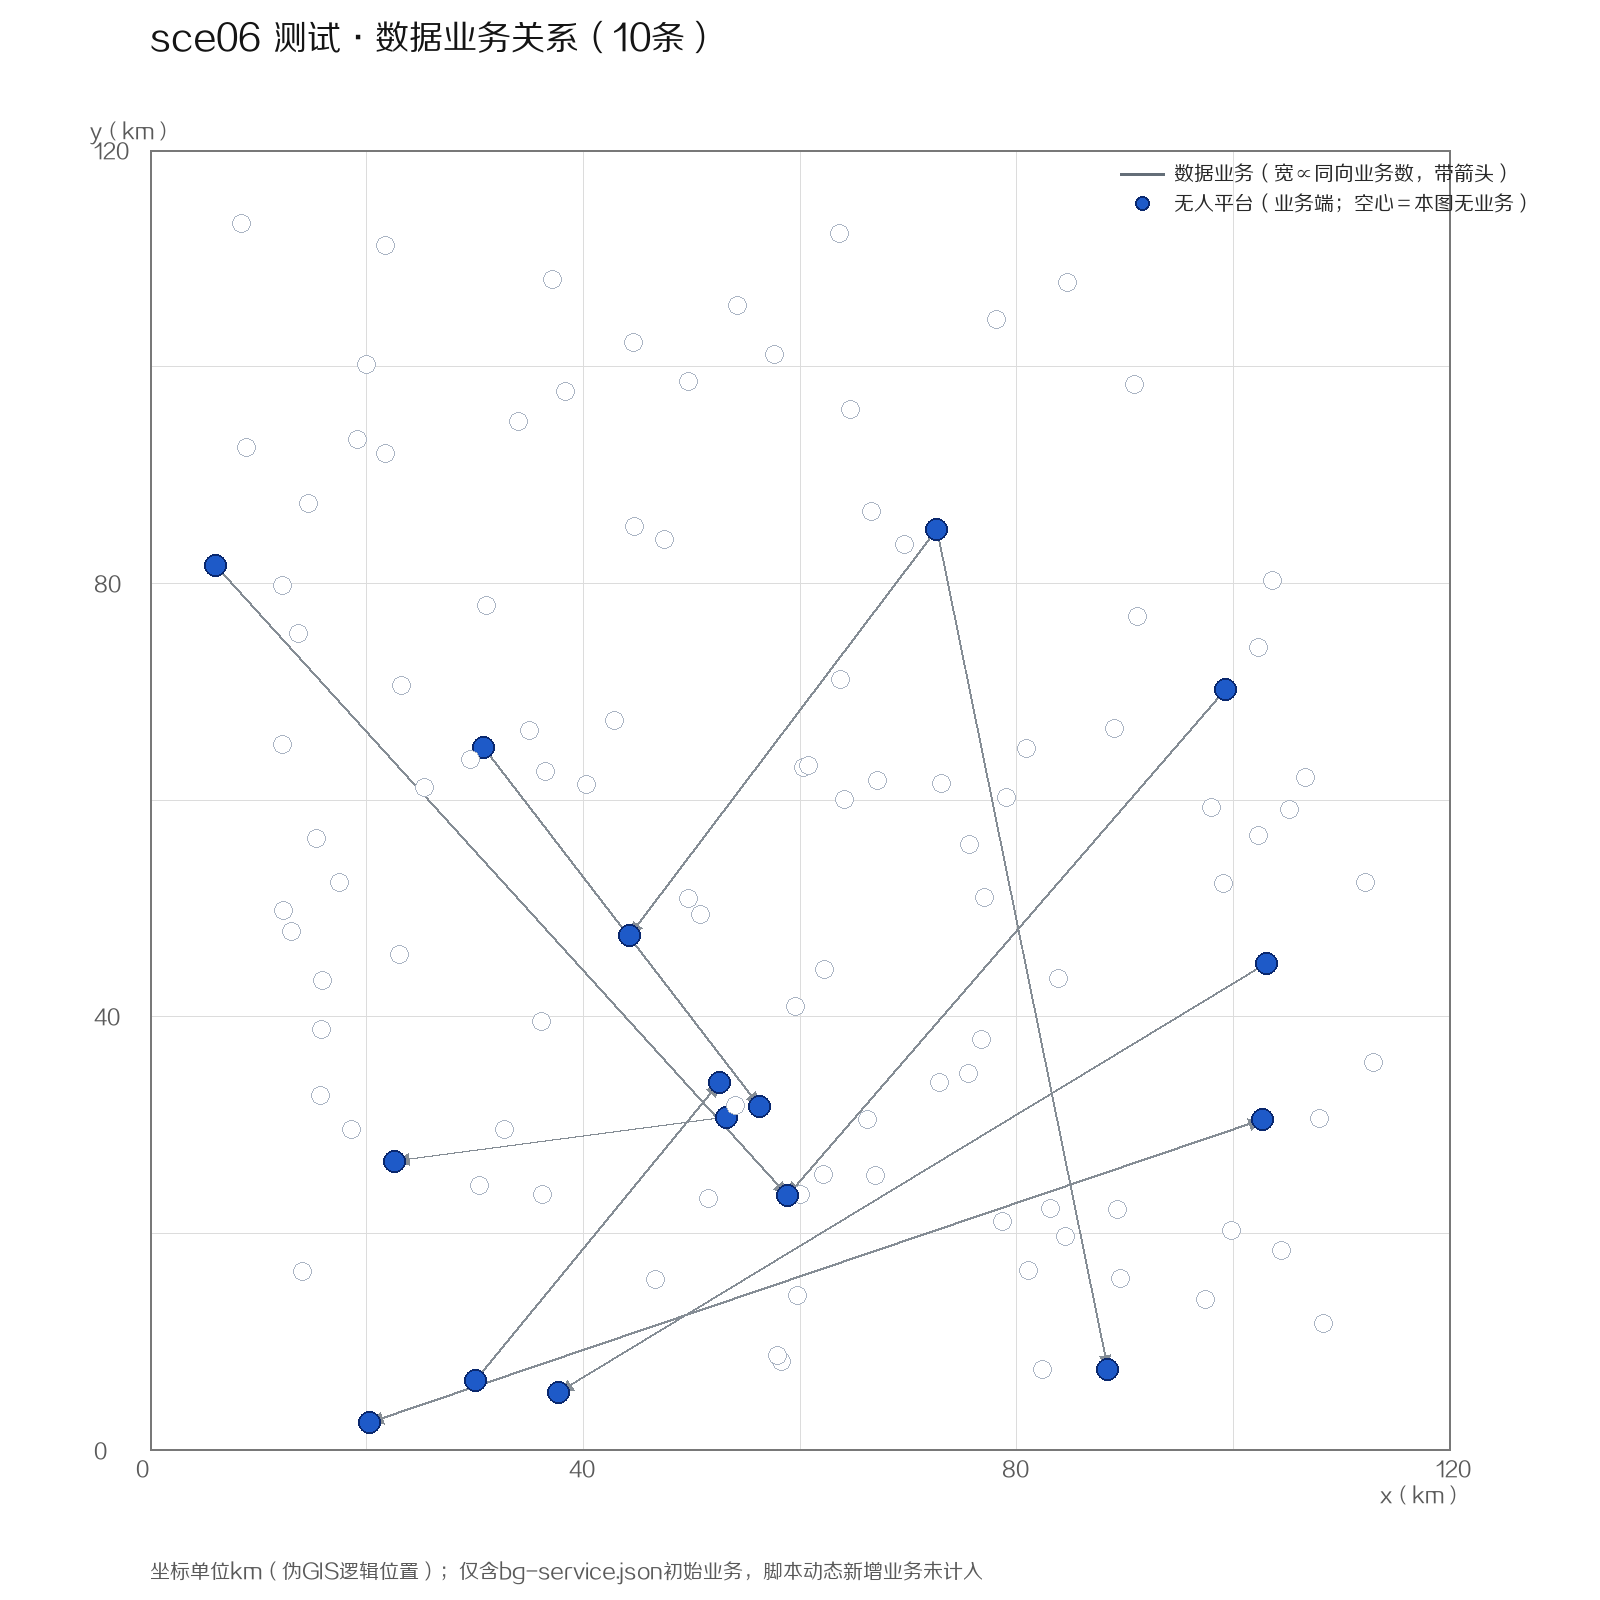 sce06 测试·数据业务关系（10条）
y（km）
120
数据业务（宽∝同向业务数，带箭头）
无人平台（业务端；空心＝本图无业务）
80
40
0
0 40 80 120
x（km）
坐标单位km（伪GIS逻辑位置）；仅含bg-service.json初始业务，脚本动态新增业务未计入